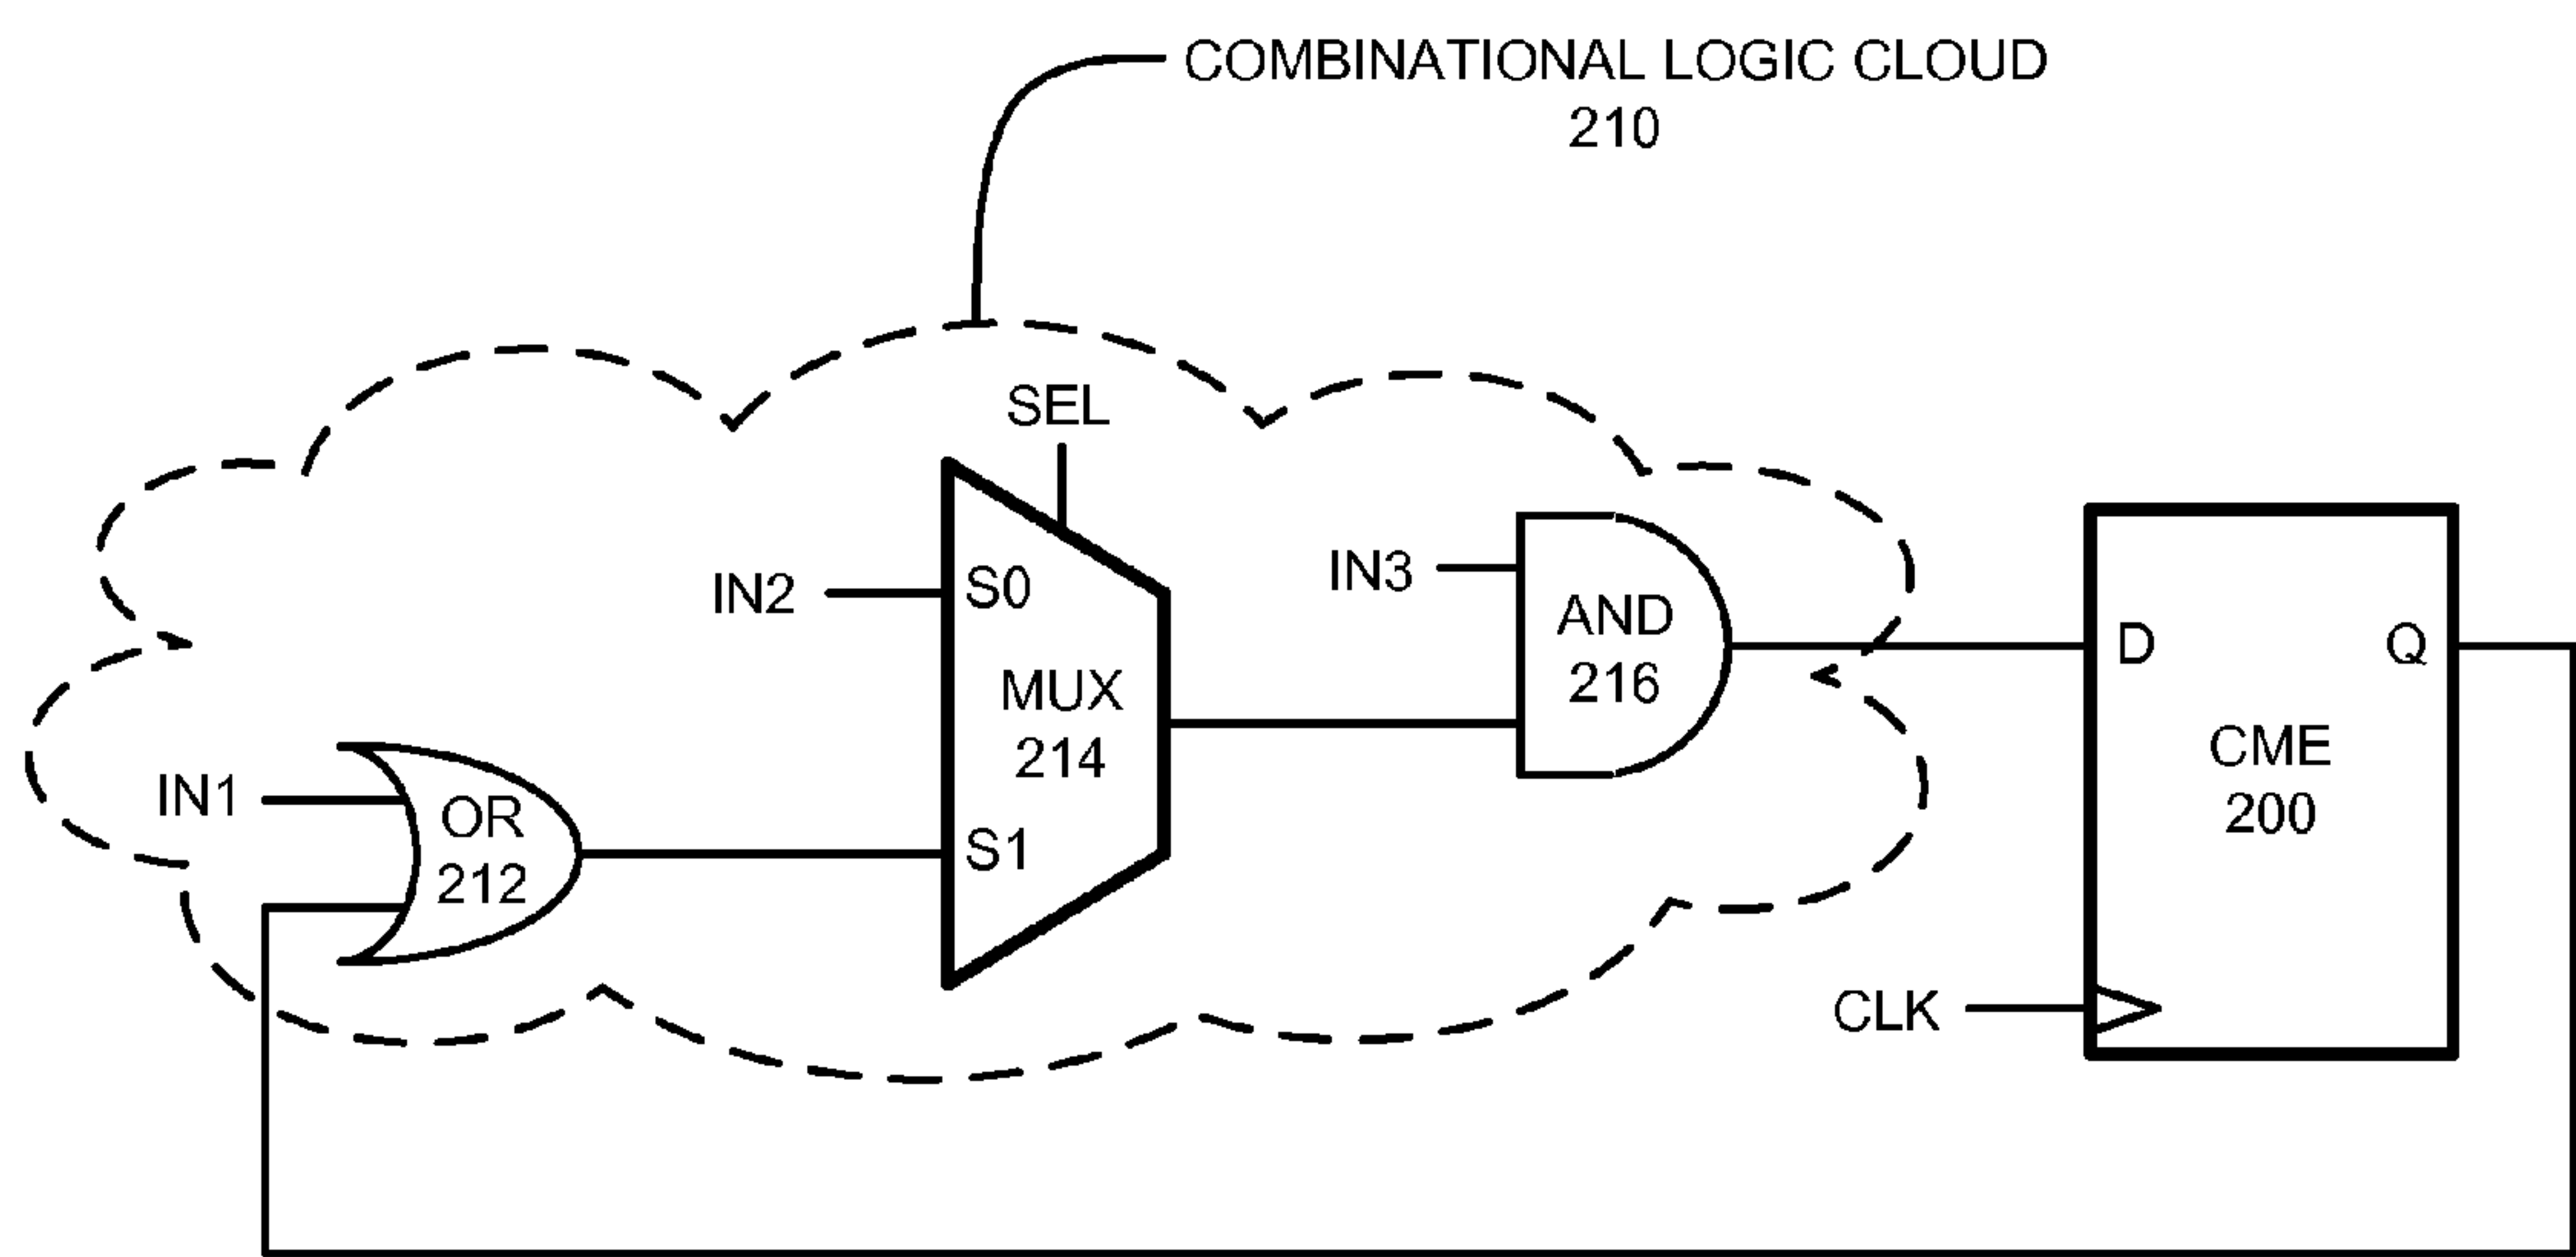 COMBINATIONAL LOGIC CLOUD
210
SEL
IN2
S0
IN3
AND
216
MUX
214
D
Q
CME
200
IN1
OR
212
S1
CLK